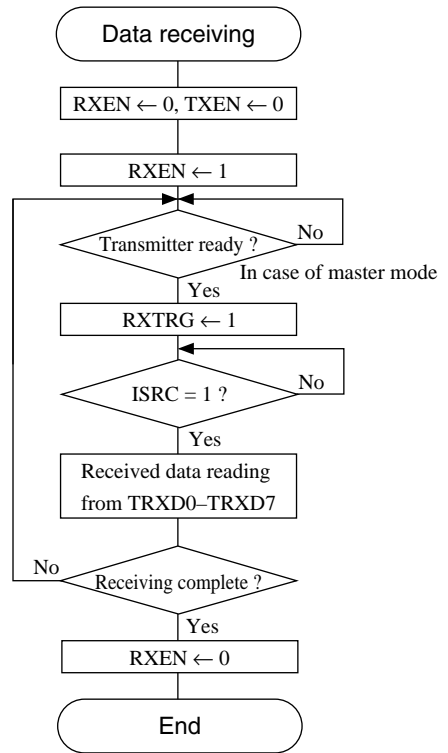 Data receiving
RXEN ← 0, TXEN ← 0
RXEN ← 1
Transmitter ready ?
No
In case of master mode
Yes
RXTRG ← 1
ISRC = 1 ?
No
Yes
Received data reading
from TRXD0–TRXD7
No
Receiving complete ?
Yes
RXEN ← 0
End